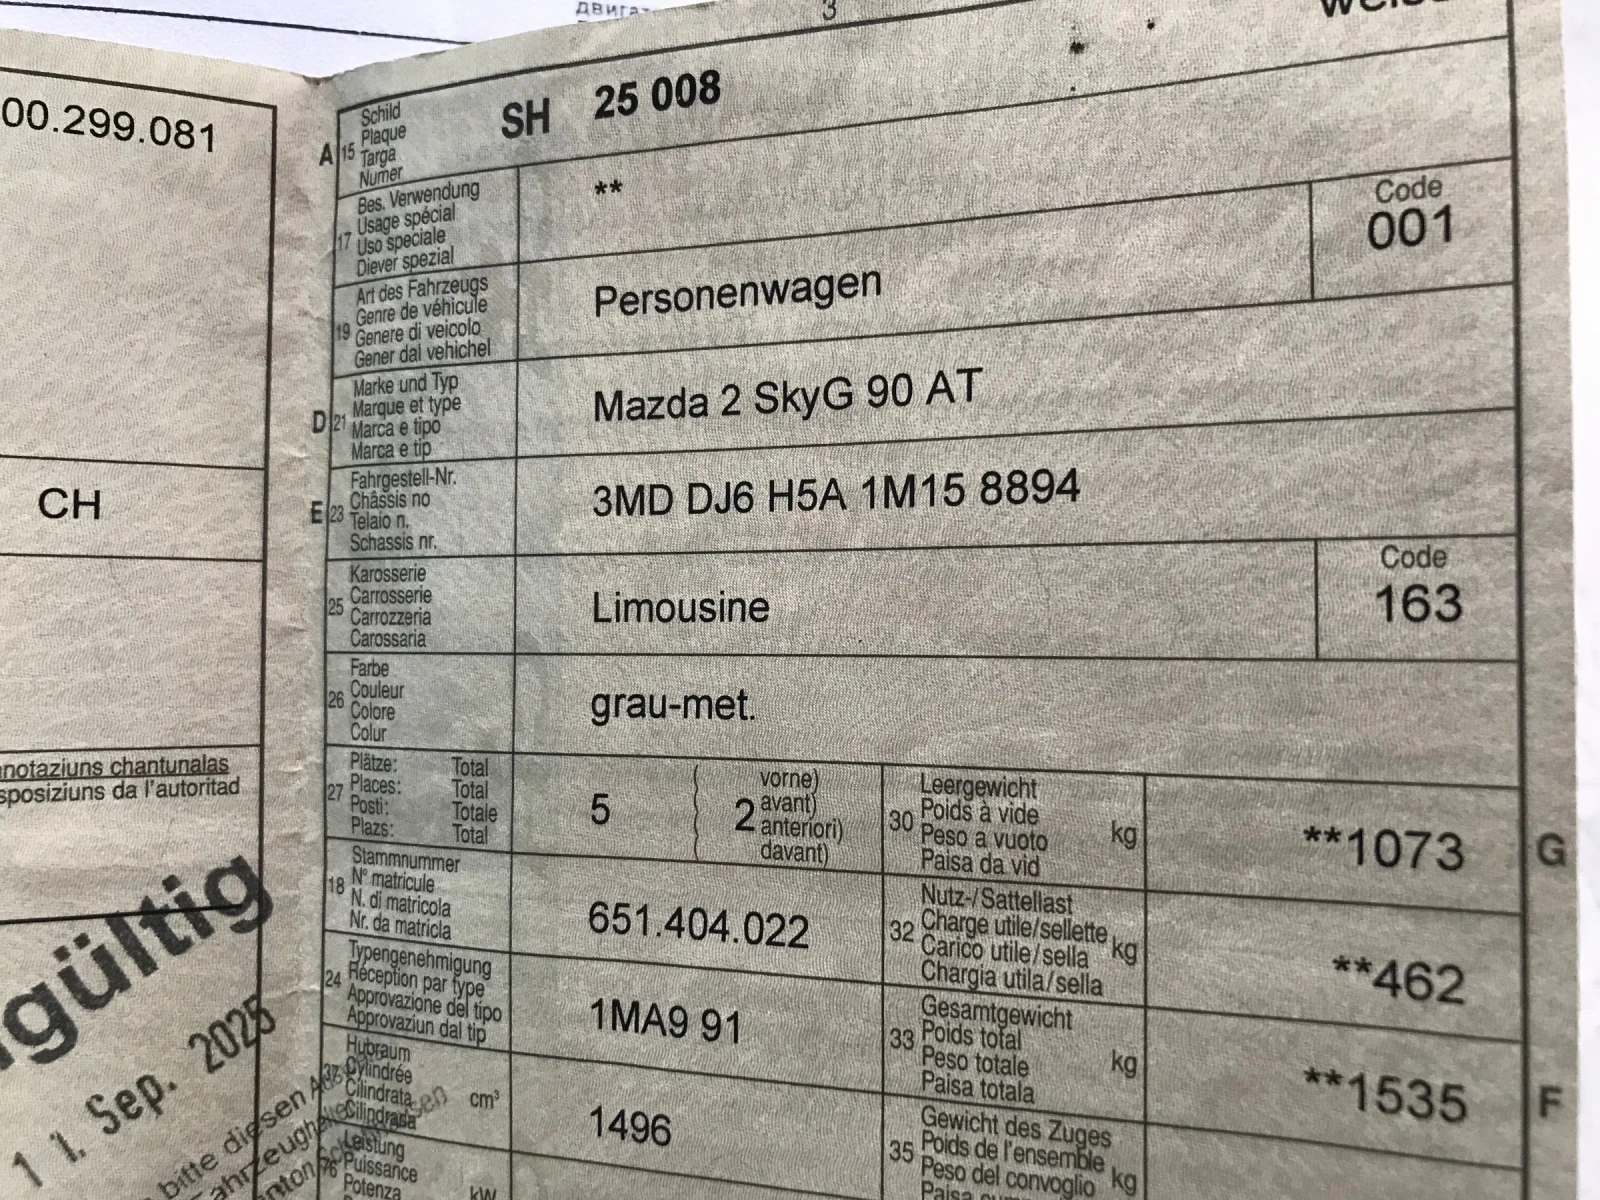 3
00.299.081
CH
notaziuns chantunalas
sposiziuns da l'autoritad
gültig
1 1. Sep. 2025
bitte diesen
A 15 Schild
Plaque
Targa
Numer
SH 25 008
17 Bes. Verwendung
Usage spécial
Uso speciale
Diever spezial
**
19 Art des Fahrzeugs
Genre de véhicule
Genere di veicolo
Gener dal vehichel
Personenwagen
Code
001
D 21 Marke und Typ
Marque et type
Marca e tipo
Marca e tip
Mazda 2 SkyG 90 AT
E 23 Fahrgestell-Nr.
Châssis no
Telaio n.
Schassis nr.
3MD DJ6 H5A 1M15 8894
25 Karosserie
Carrosserie
Carrozzeria
Carossaria
Limousine
Code
163
26 Farbe
Couleur
Colore
Colur
grau-met.
27 Plätze: Total
Places: Total
Posti: Totale
Plazs: Total
5
2
vorne)
avant)
anteriori)
davant)
30 Leergewicht
Poids à vide
Peso a vuoto
Paisa da vid
kg
**1073
G
18 Stammnummer
N° matricule
N. di matricola
Nr. da matricla
651.404.022
32 Nutz-/Sattellast
Charge utile/sellette
Carico utile/sella
Chargia utila/sella
kg
**462
24 Typengenehmigung
Réception par type
Approvazione del tipo
Approvaziun dal tip
1MA9 91
33 Gesamtgewicht
Poids total
Peso totale
Paisa totala
kg
**1535
F
37 Hubraum
Cylindrée
Cilindrata
Cilindrada
cm³
1496
35 Gewicht des Zuges
Poids de l'ensemble
Peso del convoglio
kg
76 Leistung
Puissance
Potenza
kW